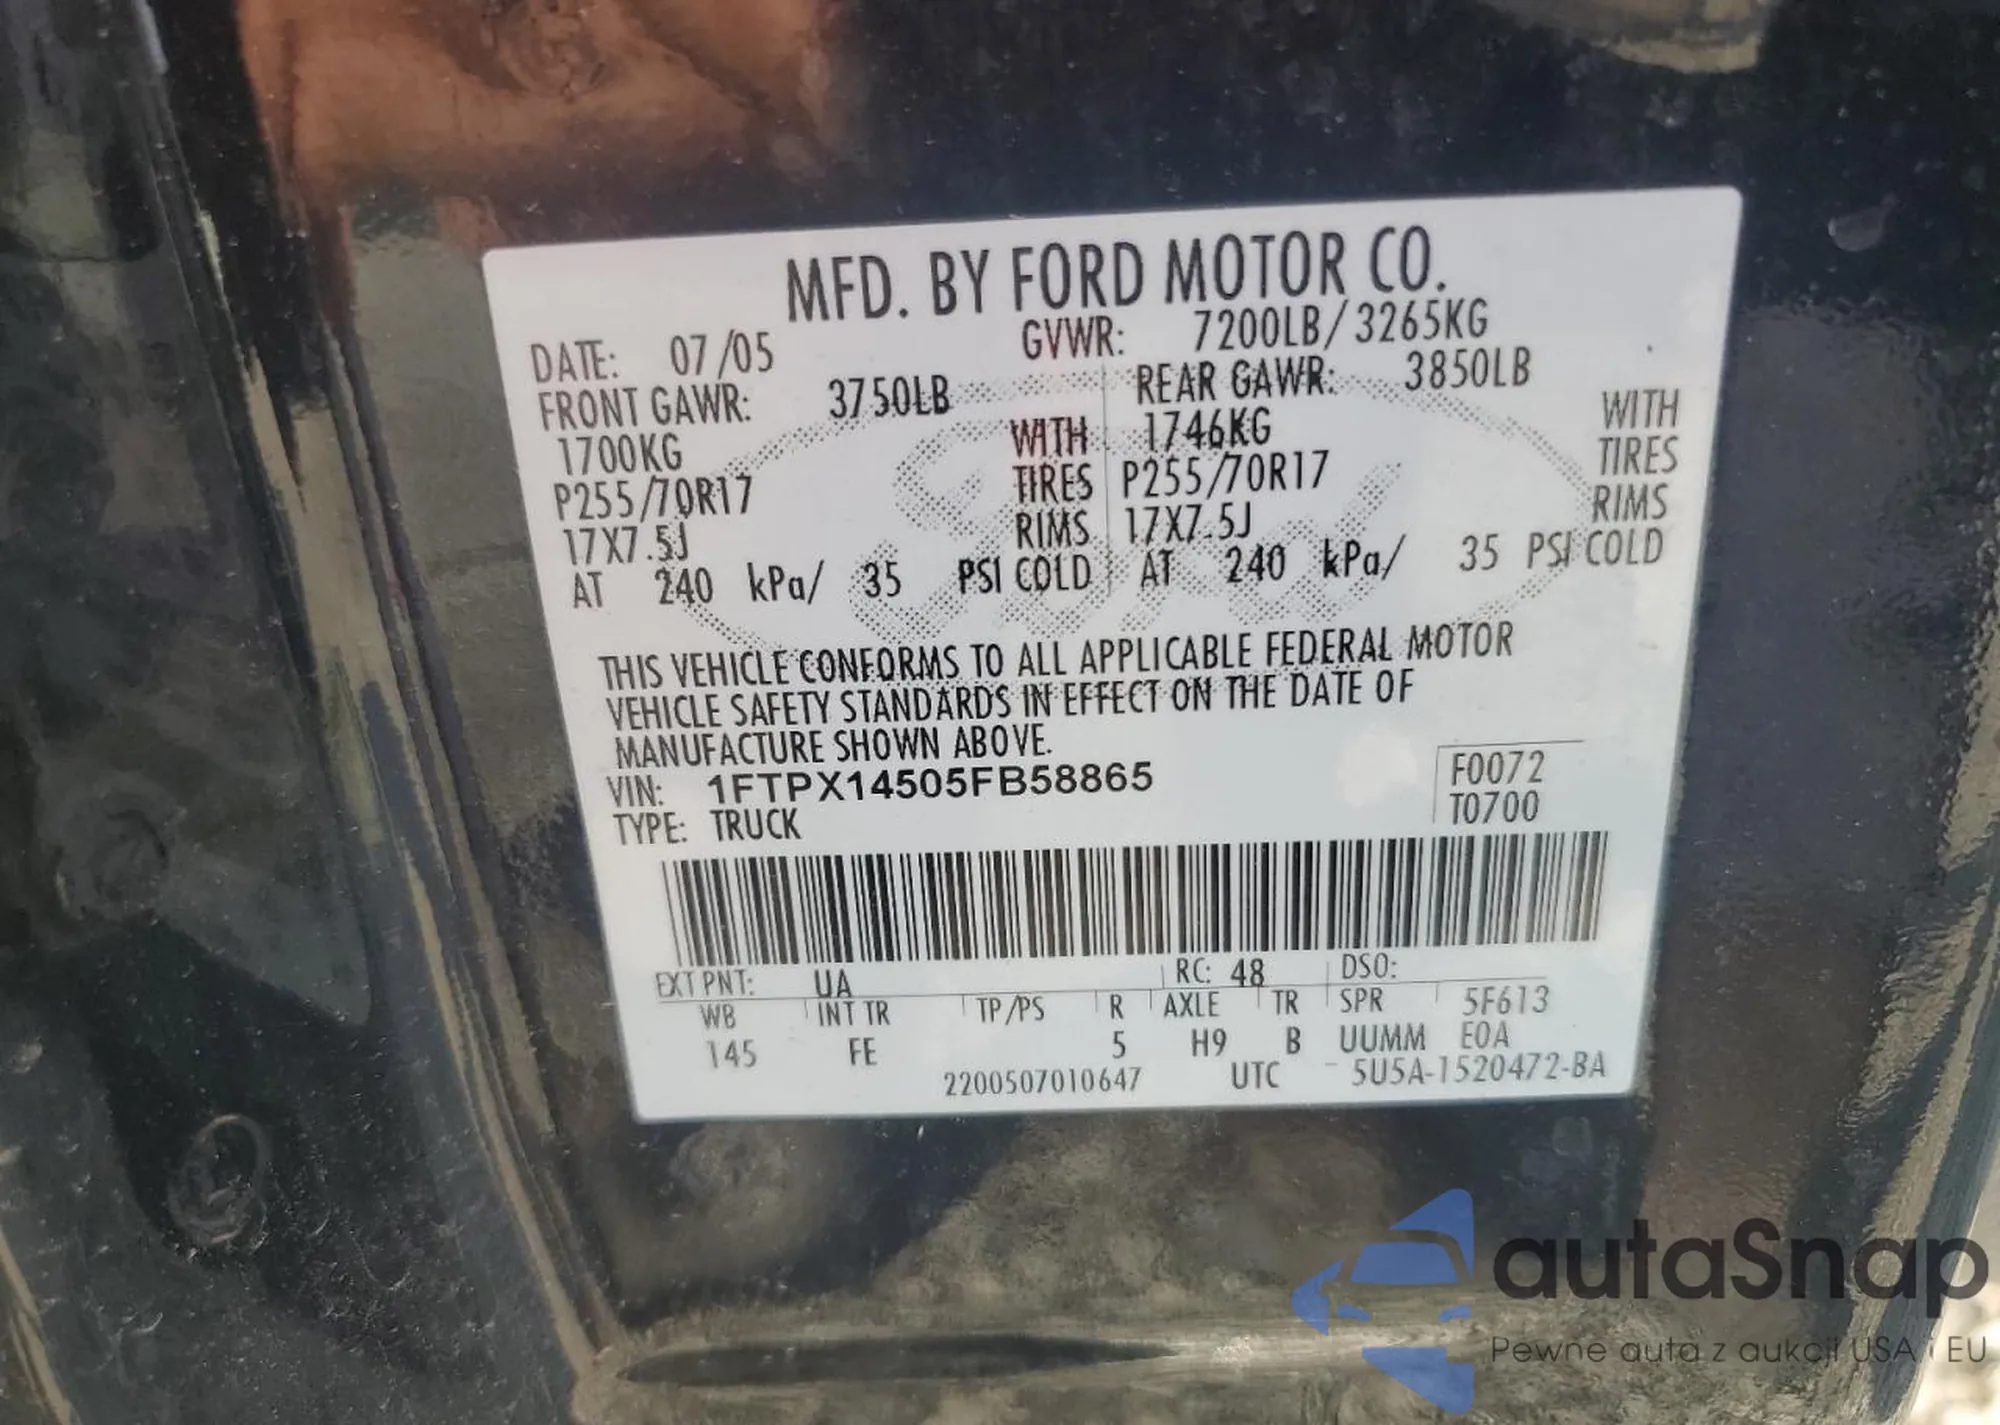 MFD. BY FORD MOTOR CO.
DATE: 07/05 GVWR: 7200LB/3265KG
FRONT GAWR: 3750LB REAR GAWR: 3850LB
1700KG WITH 1746KG WITH
P255/70R17 TIRES P255/70R17 TIRES
17X7.5J RIMS 17X7.5J RIMS
AT 240 kPa/ 35 PSI COLD AT 240 kPa/ 35 PSI COLD
THIS VEHICLE CONFORMS TO ALL APPLICABLE FEDERAL MOTOR
VEHICLE SAFETY STANDARDS IN EFFECT ON THE DATE OF
MANUFACTURE SHOWN ABOVE.
VIN: 1FTPX14505FB58865 F0072
TYPE: TRUCK T0700
EXT PNT: UA RC: 48 DSO:
WB INT TR TP/PS R AXLE TR SPR 5F613
145 FE 5 H9 B UUMM E0A
2200507010647 UTC 5U5A-1520472-BA
autaSnap
Pewne auta z aukcji USA i EU